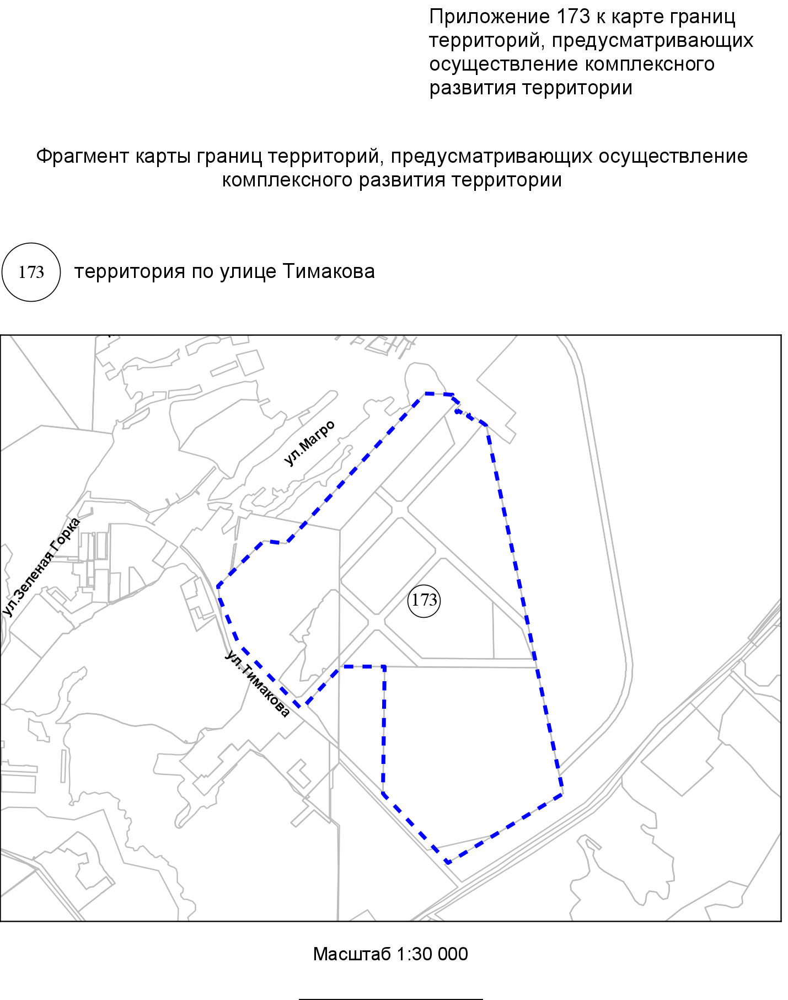 Приложение 173 к карте границ
территорий, предусматривающих
осуществление комплексного
развития территории
Фрагмент карты границ территорий, предусматривающих осуществление
комплексного развития территории
173
территория по улице Тимакова
ул.Магро
ул.Зеленая Горка
173
ул.Тимакова
Масштаб 1:30 000